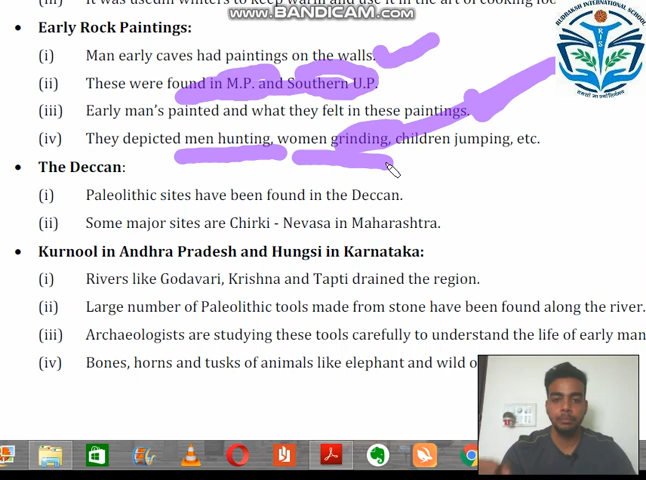 (iii) It was usedin winters to keep warm and use it in the art of cooking foo
WWW.BANDICAM.COM
RUDRAKSH INTERNATIONAL SCHOOL
RIS
Early Rock Paintings:
(i) Man early caves had paintings on the walls.
(ii) These were found in M.P. and Southern U.P.
(iii) Early man's painted and what they felt in these paintings.
(iv) They depicted men hunting, women grinding, children jumping, etc.
The Deccan:
(i) Paleolithic sites have been found in the Deccan.
(ii) Some major sites are Chirki - Nevasa in Maharashtra.
Kurnool in Andhra Pradesh and Hungsi in Karnataka:
(i) Rivers like Godavari, Krishna and Tapti drained the region.
(ii) Large number of Paleolithic tools made from stone have been found along the river.
(iii) Archaeologists are studying these tools carefully to understand the life of early man
(iv) Bones, horns and tusks of animals like elephant and wild o